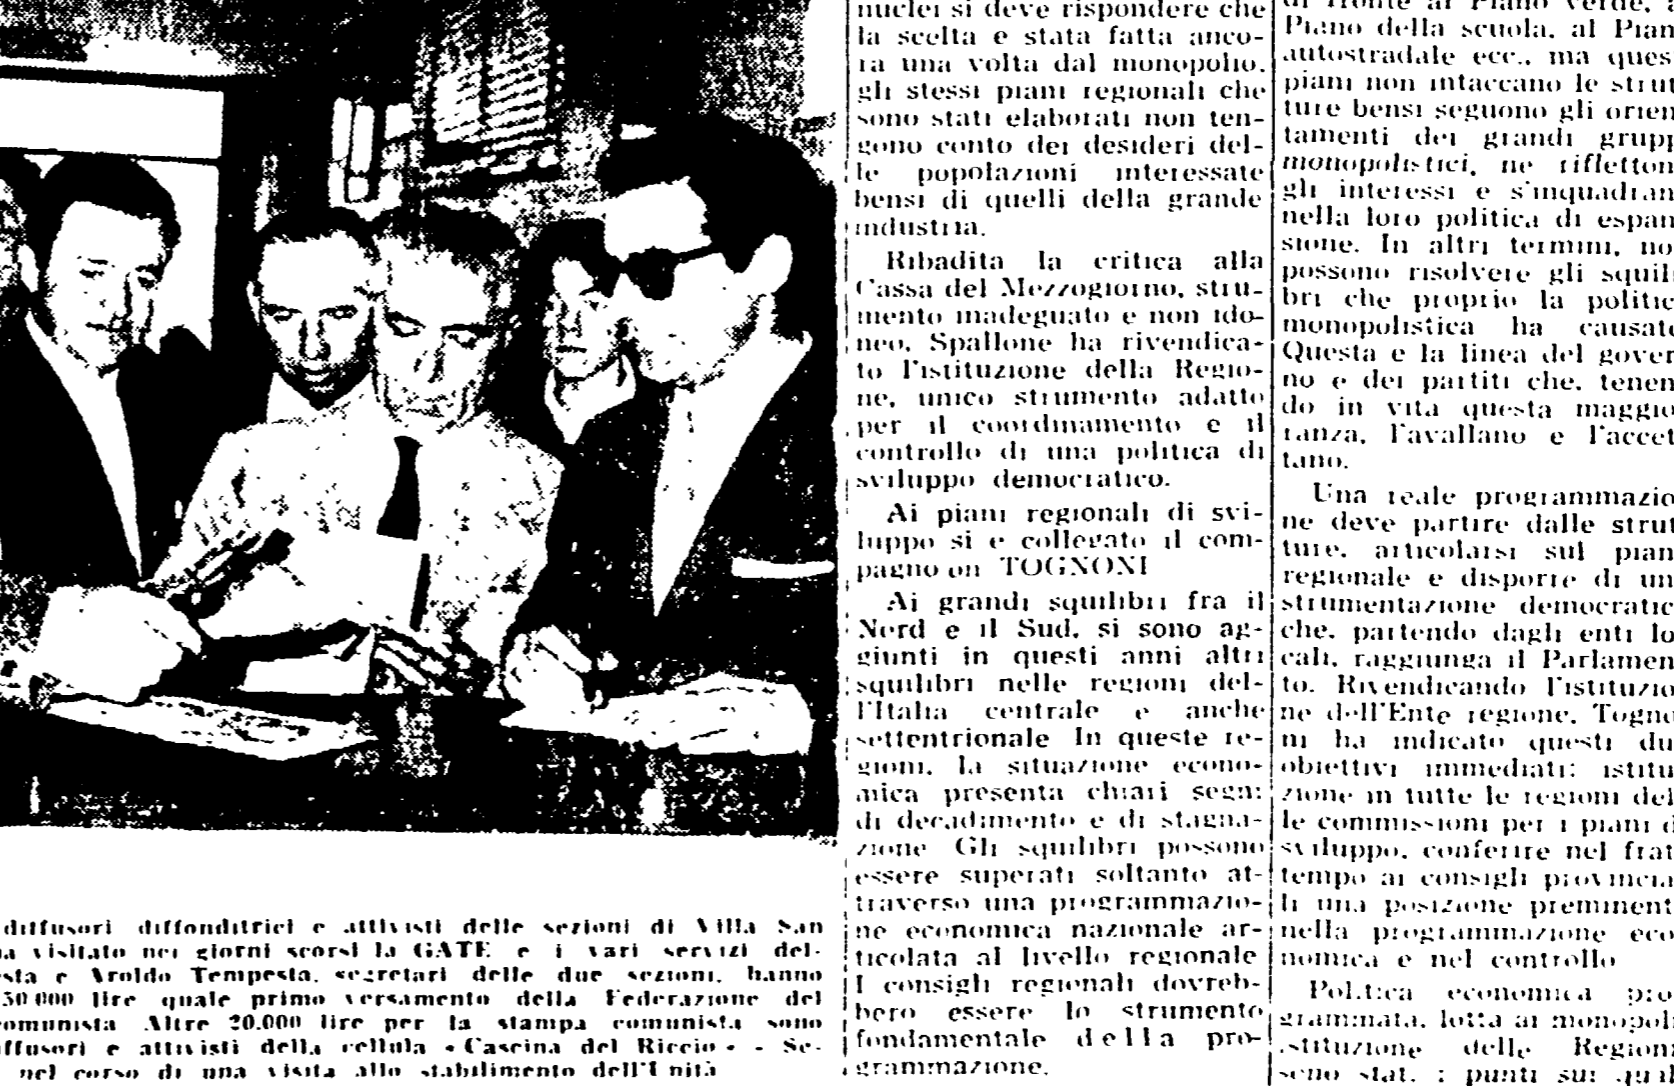 diffusori diffonditrici e attivisti delle sezioni di Villa San
visitato nei giorni scorsi la GATE e i vari servizi del-
e Aroldo Tempesta, segretari delle due sezioni, hanno
50.000 lire quale primo versamento della Federazione del
comunista Altre 20.000 lire per la stampa comunista sono
e attivisti della cellula « Cascina del Riccio » - Se-
nel corso di una visita allo stabilimento dell'Unità
nuclei si deve rispondere che
la scelta e stata fatta anco-
ra una volta dal monopolio,
gli stessi piani regionali che
sono stati elaborati non ten-
gono conto dei desideri del-
le popolazioni interessate
bensi di quelli della grande
industria.
Ribadita la critica alla
Cassa del Mezzogiorno, stru-
mento inadeguato e non ido-
neo, Spallone ha rivendica-
to l'istituzione della Regio-
ne, unico strumento adatto
per il coordinamento e il
controllo di una politica di
sviluppo democratico.
Ai piani regionali di svi-
luppo si e collegato il com-
pagno on TOGNONI
Ai grandi squilibri fra il
Nord e il Sud, si sono ag-
giunti in questi anni altri
squilibri nelle regioni del-
l'Italia centrale e anche
settentrionale In queste re-
gioni, la situazione econo-
mica presenta chiari segni
di decadimento e di stagna-
zione Gli squilibri possono
essere superati soltanto at-
traverso una programmazio-
ne economica nazionale ar-
ticolata al livello regionale
I consigli regionali dovreb-
bero essere lo strumento
fondamentale della pro-
grammazione.
di fronte al Piano verde,
Piano della scuola, al Pian
autostradale ecc., ma ques
piani non intaccano le strut
ture bensi seguono gli orien
tamenti dei grandi grupp
monopolistici, ne riflettон
gli interessi e s'inquadran
nella loro politica di espan
sione. In altri termini, no
possono risolvere gli squili
bri che proprio la politic
monopolistica ha causato
Questa e la linea del gover
no e dei partiti che, tenen
do in vita questa maggio
ranza, l'avallano e l'accet
tano.
Una reale programmazio
ne deve partire dalle strut
ture, articolarsi sul pian
regionale e disporre di un
strumentazione democratic
che, partendo dagli enti lo
cali, raggiunga il Parlamen
to. Rivendicando l'istituzio
ne dell'Ente regione, Togno
ni ha indicato questi du
obiettivi immediati: istitu
zione in tutte le regioni del
le commissioni per i piani d
sviluppo, conferire nel frat
tempo ai consigli provincia
li una posizione preminent
nella programmazione eco
nomica e nel controllo
Politica economica pro
grammata, lotta ai monopoli
istituzione delle Region
sono stati i punti sui quali